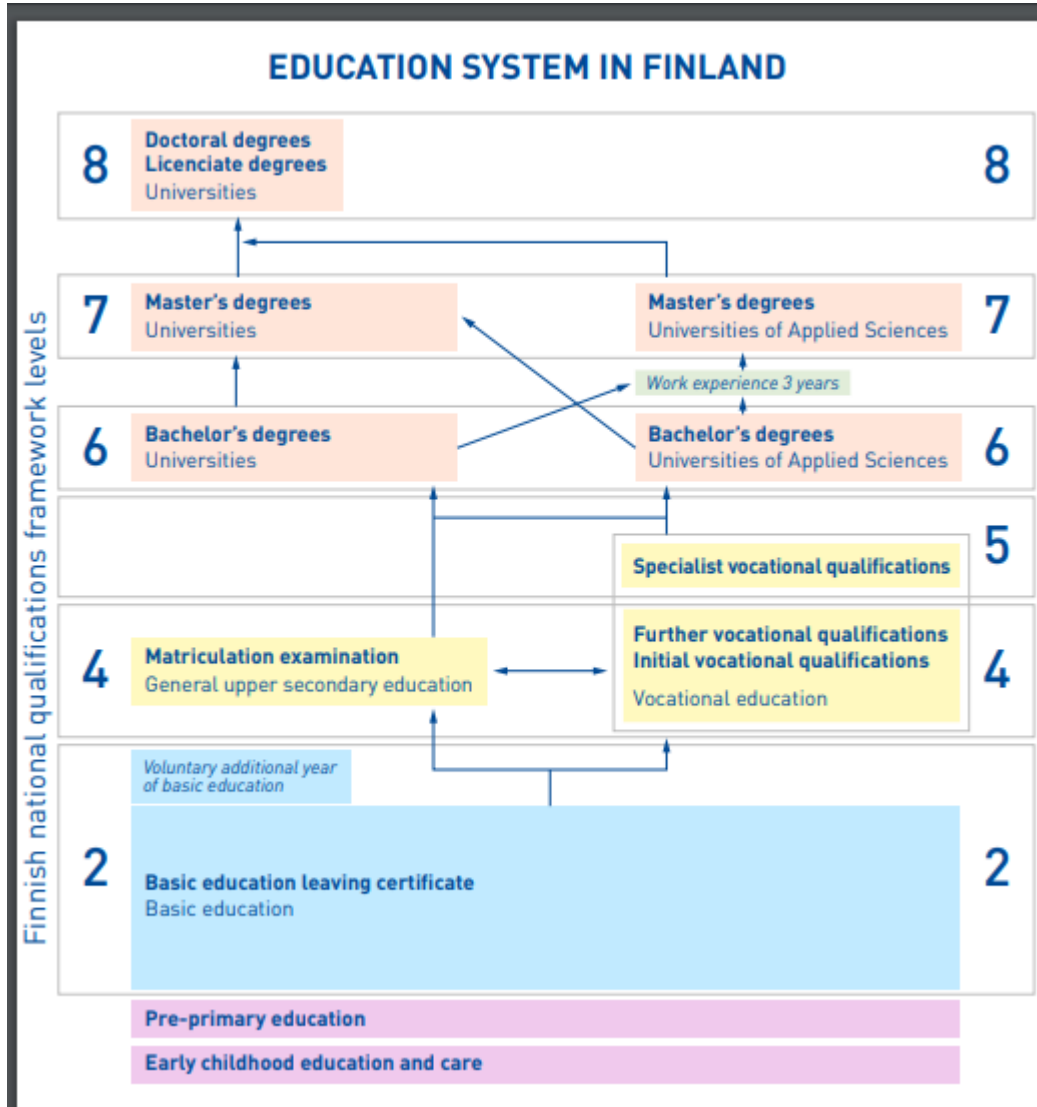 EDUCATION SYSTEM IN FINLAND
Finnish national qualifications framework levels
8
Doctoral degrees
Licenciate degrees
Universities
8
7
Master's degrees
Universities
Master's degrees
Universities of Applied Sciences
7
Work experience 3 years
6
Bachelor's degrees
Universities
Bachelor's degrees
Universities of Applied Sciences
6
Specialist vocational qualifications
5
4
Matriculation examination
General upper secondary education
Further vocational qualifications
Initial vocational qualifications
Vocational education
4
Voluntary additional year
of basic education
2
Basic education leaving certificate
Basic education
2
Pre-primary education
Early childhood education and care